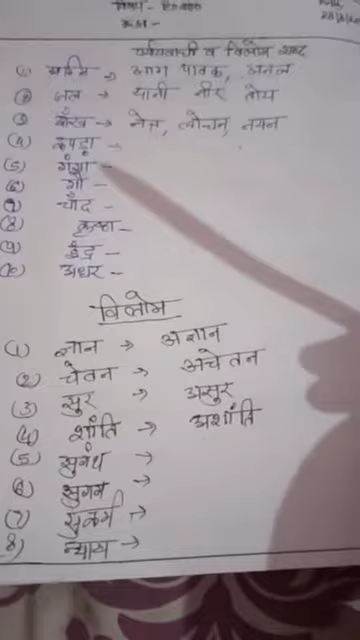 विषय - 
कक्षा -
पर्यायवाची व विलोम शब्द
(1) अग्नि → आग पावक, अनल
(2) जल → पानी नीर तोय
(3) आँख → नेत्र, लोचन, नयन
(4) कपड़ा →
(5) गंगा -
(6) गौ -
(7) चाँद -
(8) कृष्ण -
(9) इंद्र -
(10) अधर -
विलोम
(1) ज्ञान → अज्ञान
(2) चेतन → अचेतन
(3) सुर → असुर
(4) शांति → अशांति
(5) सुगंध →
(6) सुगम →
(7) सुकर्म →
(8) न्याय →